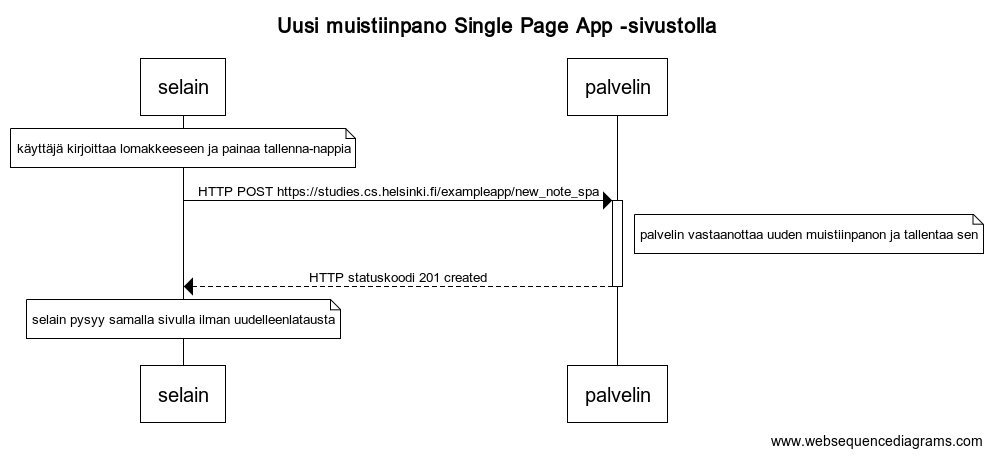 Uusi muistiinpano Single Page App -sivustolla
selain
palvelin
käyttäjä kirjoittaa lomakkeeseen ja painaa tallenna-nappia
HTTP POST https://studies.cs.helsinki.fi/exampleapp/new_note_spa
palvelin vastaanottaa uuden muistiinpanon ja tallentaa sen
HTTP statuskoodi 201 created
selain pysyy samalla sivulla ilman uudelleenlatausta
selain
palvelin
www.websequencediagrams.com